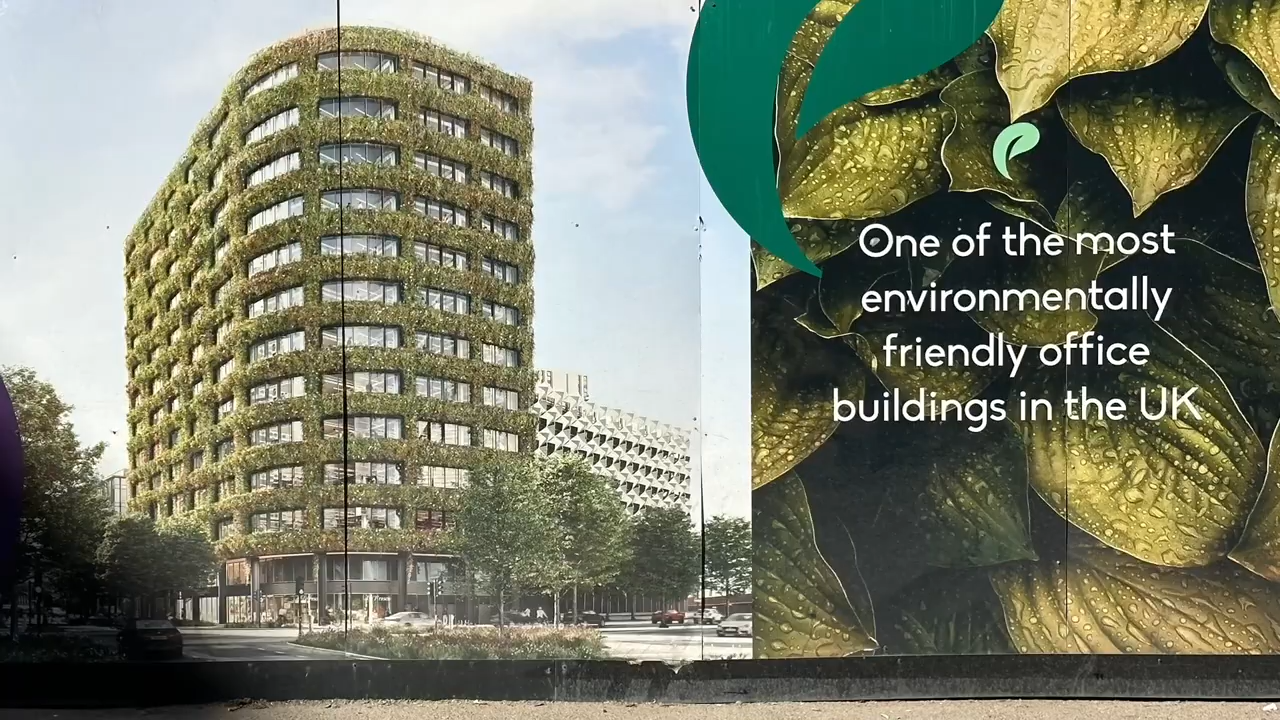 One of the most
environmentally
friendly office
buildings in the UK